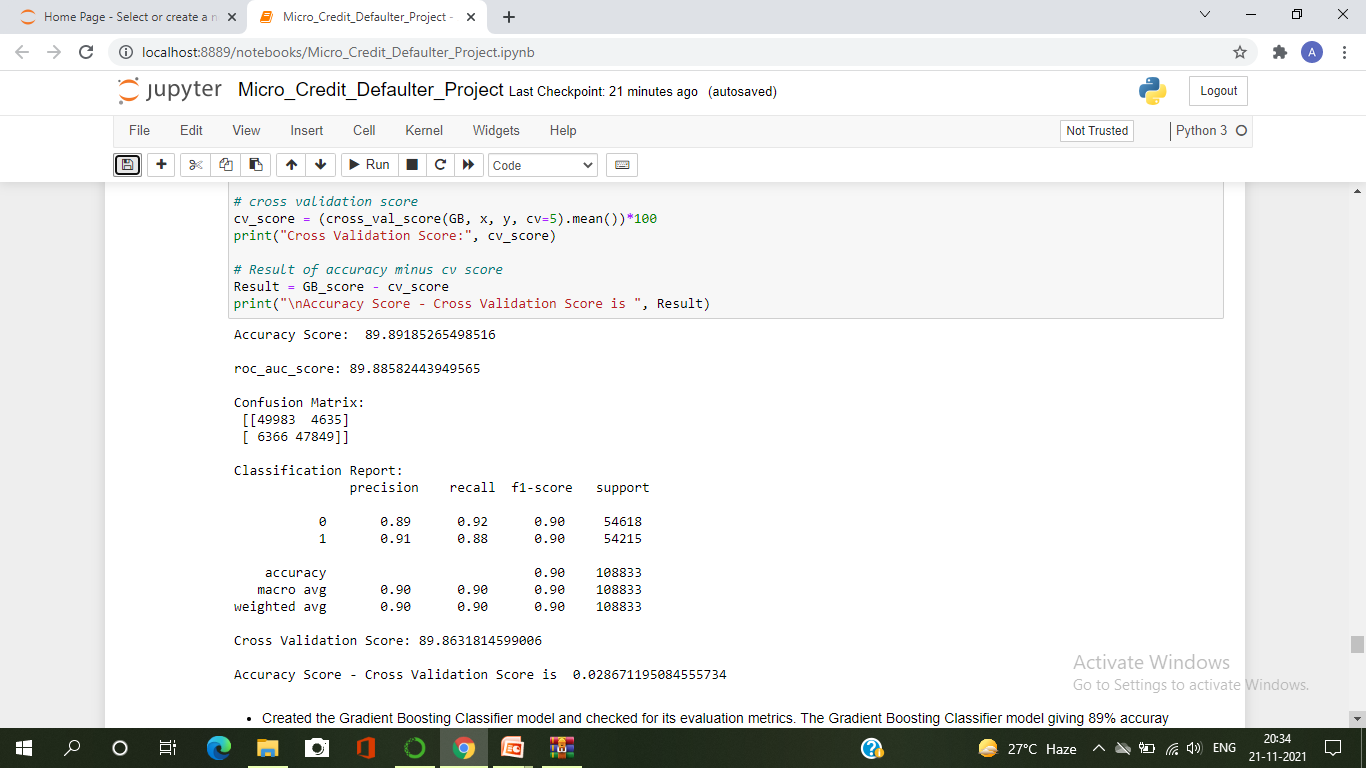 Home Page - Select or create a n
Micro_Credit_Defaulter_Project -
localhost:8889/notebooks/Micro_Credit_Defaulter_Project.ipynb
A
jupyter Micro_Credit_Defaulter_Project Last Checkpoint: 21 minutes ago (autosaved)
Logout
File Edit View Insert Cell Kernel Widgets Help
Not Trusted
Python 3
Run
Code
# cross validation score
cv_score = (cross_val_score(GB, x, y, cv=5).mean())*100
print("Cross Validation Score:", cv_score)
# Result of accuracy minus cv score
Result = GB_score - cv_score
print("\nAccuracy Score - Cross Validation Score is ", Result)
Accuracy Score:  89.89185265498516
roc_auc_score: 89.88582443949565
Confusion Matrix:
[[49983  4635]
[ 6366 47849]]
Classification Report:
precision recall f1-score support
0 0.89 0.92 0.90 54618
1 0.91 0.88 0.90 54215
accuracy 0.90 108833
macro avg 0.90 0.90 0.90 108833
weighted avg 0.90 0.90 0.90 108833
Cross Validation Score: 89.8631814599006
Accuracy Score - Cross Validation Score is  0.028671195084555734
Activate Windows
Go to Settings to activate Windows.
• Created the Gradient Boosting Classifier model and checked for its evaluation metrics. The Gradient Boosting Classifier model giving 89% accuray
27°C Haze
ENG
20:34
21-11-2021